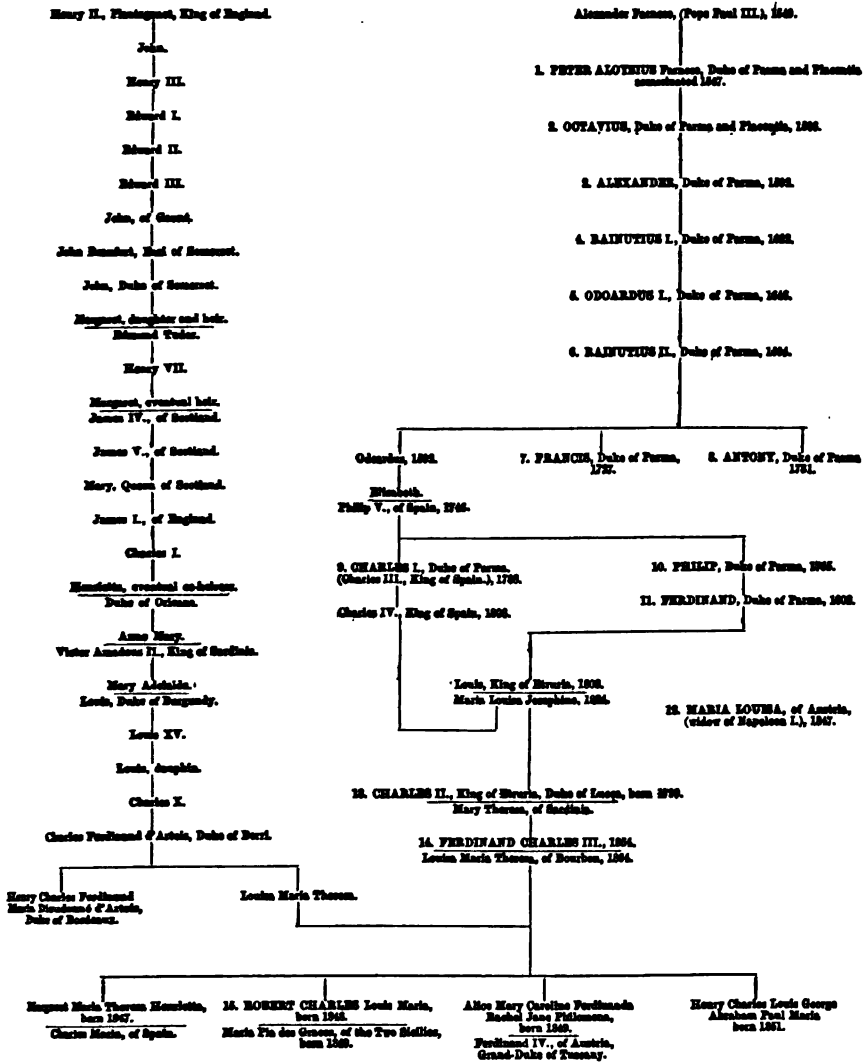 Henry II., Plantagenet, King of England.
John.
Henry III.
Edward I.
Edward II.
Edward III.
John, of Gaunt.
John Beaufort, Earl of Somerset.
John, Duke of Somerset.
Margaret, daughter and heir.
Edmund Tudor.
Henry VII.
Margaret, eventual heir.
James IV., of Scotland.
James V., of Scotland.
Mary, Queen of Scotland.
James I., of England.
Charles I.
Henrietta, eventual co-heiress.
Duke of Orleans.
Anne Mary.
Victor Amadeus II., King of Sardinia.
Mary Adelaide.
Louis, Duke of Burgundy.
Louis XV.
Louis, dauphin.
Charles X.
Charles Ferdinand d'Artois, Duke of Berri.
Henry Charles Ferdinand
Marie Dieudonné d'Artois,
Duke of Bordeaux.
Louisa Maria Theresa.
Alexander Farnese, (Pope Paul III.), 1549.
1. PETER ALOYSIUS Farnese, Duke of Parma and Placentia
assassinated 1547.
2. OCTAVIUS, Duke of Parma and Placentia,
3. ALEXANDER, Duke of Parma, 1592.
4. RAINUTIUS I., Duke of Parma, 1622.
5. ODOARDUS I., Duke of Parma, 1646.
6. RAINUTIUS II., Duke of Parma, 1694.
Odoardus,
7. FRANCIS, Duke of Parma,
1727.
8. ANTONY, Duke of Parma
1731.
Elizabeth.
Philip V., of Spain, 1746.
9. CHARLES I., Duke of Parma.
(Charles III., King of Spain.), 1788.
10. PHILIP, Duke of Parma,
Charles IV., King of Spain,
11. FERDINAND, Duke of Parma, 1802.
Louis, King of Etruria, 1803.
Maria Louisa Josephine, 1824.
12. MARIA LOUISA, of Austria,
(widow of Napoleon I.), 1847.
13. CHARLES II., King of Etruria, Duke of Lucca, born 1799.
Mary Theresa, of Sardinia.
14. FERDINAND CHARLES III., 1854.
Louisa Maria Theresa, of Bourbon, 1864.
Margaret Maria Theresa Henrietta,
born 1847.
Charles Maria, of Spain.
15. ROBERT CHARLES Louis Maria,
born 1848.
Maria Pia des Graces, of the Two Sicilies,
born 1849.
Alice Mary Caroline Ferdinanda
Rachel Jane Philomena,
born 1849.
Ferdinand IV., of Austria,
Grand-Duke of Tuscany.
Henry Charles Louis George
Abraham Paul Maria
born 1851.